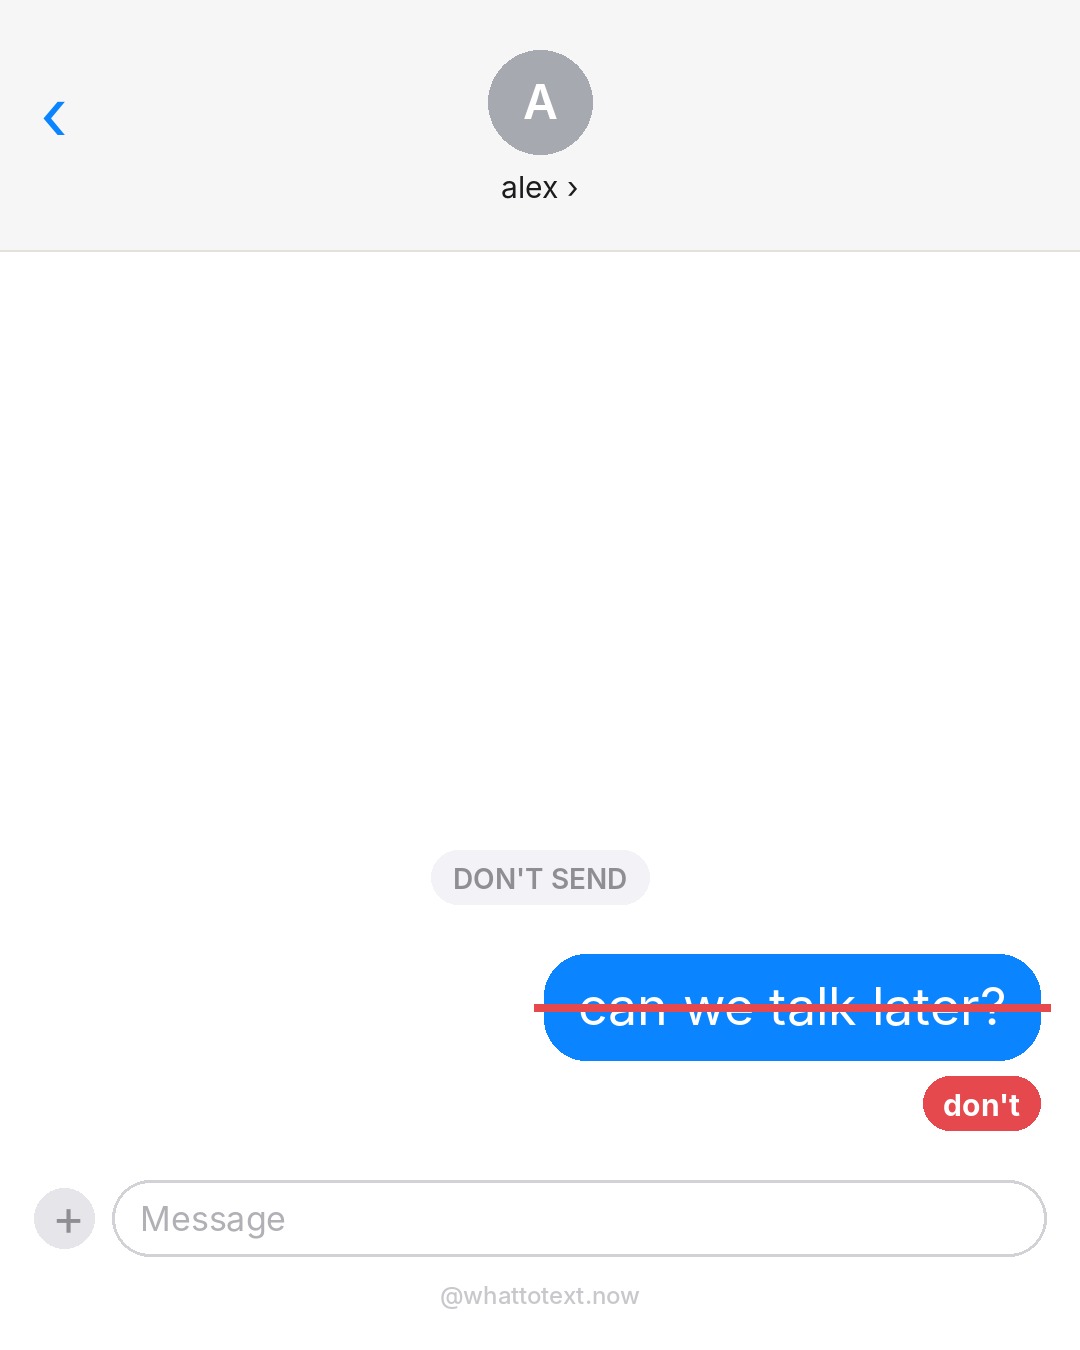 ‹
A
alex ›
DON'T SEND
can we talk later?
don't
+
Message
@whattotext.now